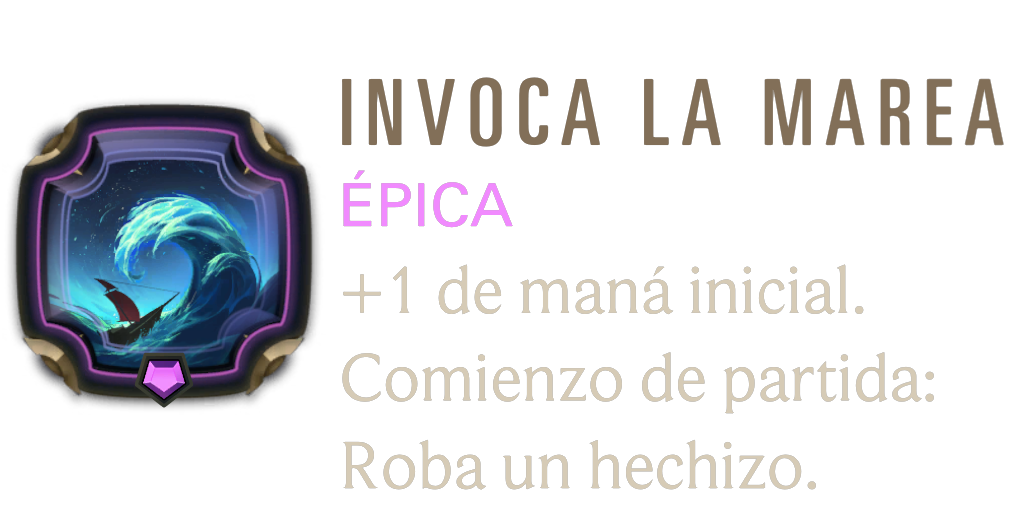 INVOCA LA MAREA
ÉPICA
+1 de maná inicial.
Comienzo de partida:
Roba un hechizo.